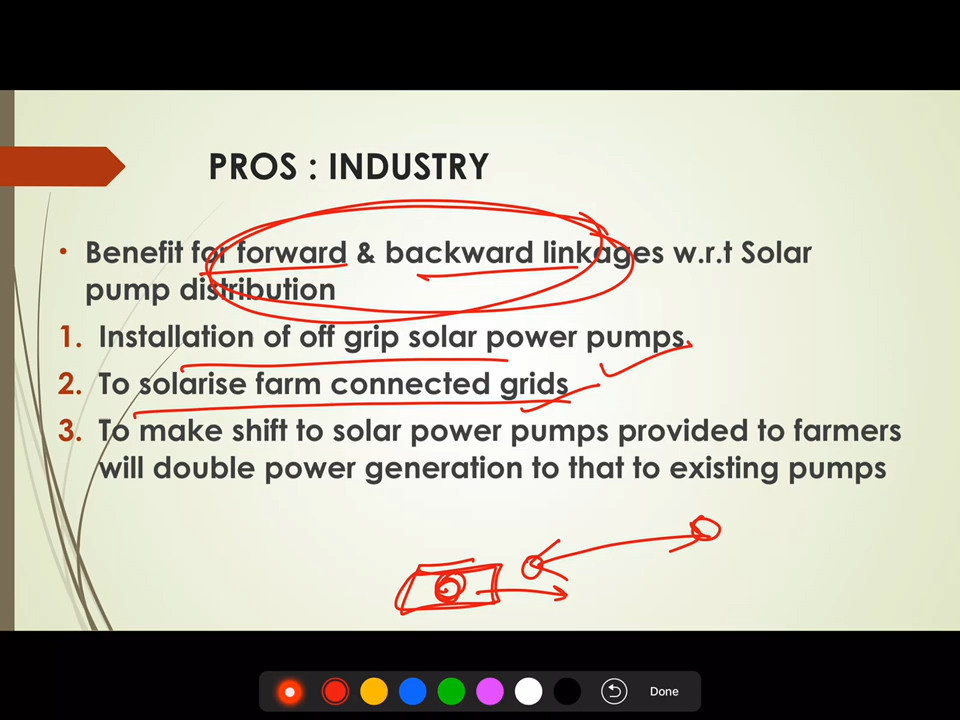 PROS : INDUSTRY
• Benefit for forward & backward linkages w.r.t Solar
pump distribution
1. Installation of off grip solar power pumps.
2. To solarise farm connected grids
3. To make shift to solar power pumps provided to farmers
will double power generation to that to existing pumps
Done